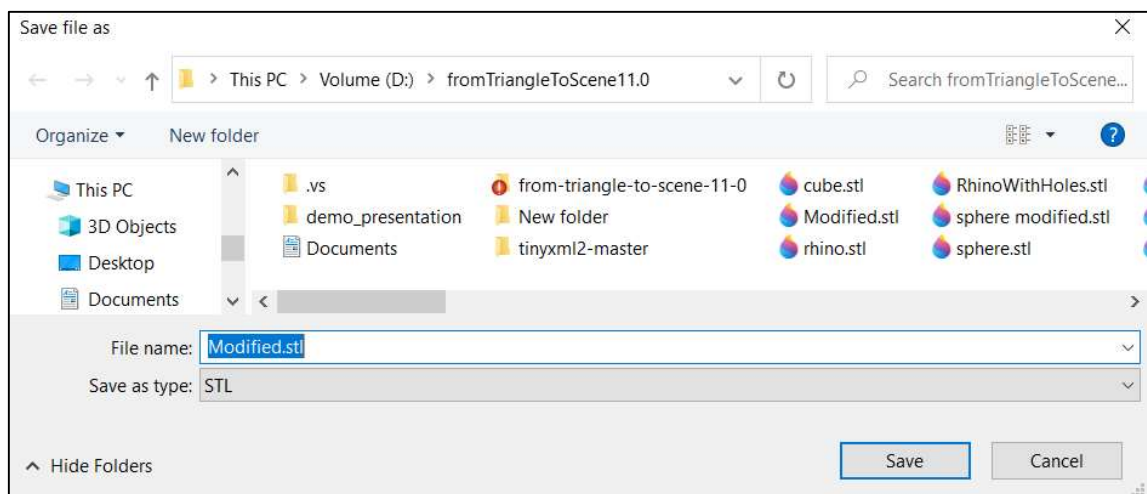 Save file as
This PC > Volume (D:) > fromTriangleToScene11.0
Search fromTriangleToScene...
Organize
New folder
This PC
3D Objects
Desktop
Documents
.vs
demo_presentation
Documents
from-triangle-to-scene-11-0
New folder
tinyxml2-master
cube.stl
Modified.stl
rhino.stl
RhinoWithHoles.stl
sphere modified.stl
sphere.stl
File name: Modified.stl
Save as type: STL
Hide Folders
Save
Cancel